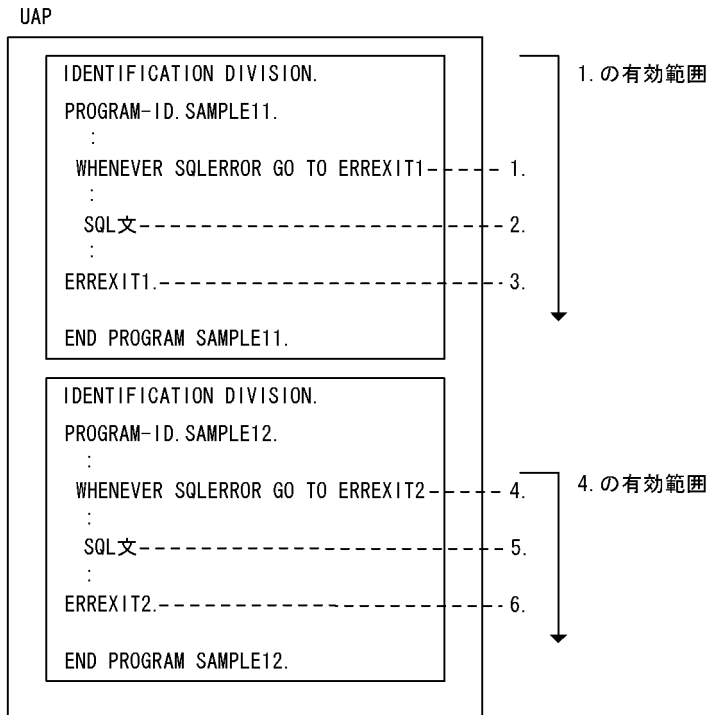 UAP
IDENTIFICATION DIVISION.
1.の有効範囲
PROGRAM-ID.SAMPLE11.
:
WHENEVER SQLERROR GO TO ERREXIT1 1.
:
SQL文 2.
:
ERREXIT1. 3.
END PROGRAM SAMPLE11.
IDENTIFICATION DIVISION.
PROGRAM-ID.SAMPLE12.
:
WHENEVER SQLERROR GO TO ERREXIT2 4.
4.の有効範囲
:
SQL文 5.
:
ERREXIT2. 6.
END PROGRAM SAMPLE12.